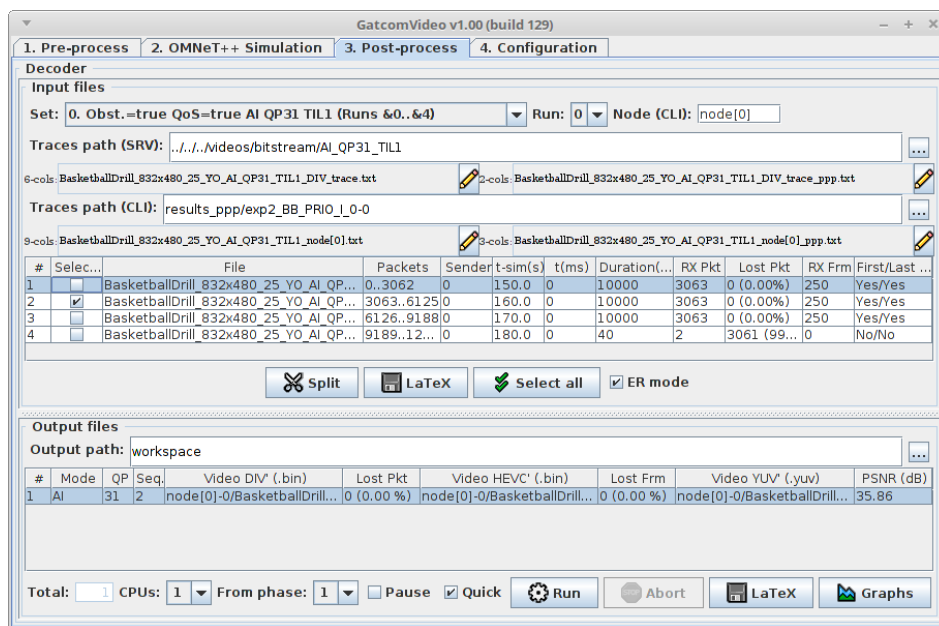 GatcomVideo v1.00 (build 129)
1. Pre-process 2. OMNeT++ Simulation 3. Post-process 4. Configuration
Decoder
Input files
Set: 0. Obst.=true QoS=true AI QP31 TIL1 (Runs &0..&4) Run: 0 Node (CLI): node[0]
Traces path (SRV): ../../../videos/bitstream/AI_QP31_TIL1 ...
6-cols: BasketballDrill_832x480_25_YO_AI_QP31_TIL1_DIV_trace.txt 2-cols: BasketballDrill_832x480_25_YO_AI_QP31_TIL1_DIV_trace_ppp.txt
Traces path (CLI): results_ppp/exp2_BB_PRIO_I_0-0 ...
9-cols: BasketballDrill_832x480_25_YO_AI_QP31_TIL1_node[0].txt 3-cols: BasketballDrill_832x480_25_YO_AI_QP31_TIL1_node[0]_ppp.txt
# Selec... File Packets Sender t-sim(s) t(ms) Duration(... RX Pkt Lost Pkt RX Frm First/Last ...
1 BasketballDrill_832x480_25_YO_AI_QP... 0..3062 0 150.0 0 10000 3063 0 (0.00%) 250 Yes/Yes
2 BasketballDrill_832x480_25_YO_AI_QP... 3063..6125 0 160.0 0 10000 3063 0 (0.00%) 250 Yes/Yes
3 BasketballDrill_832x480_25_YO_AI_QP... 6126..9188 0 170.0 0 10000 3063 0 (0.00%) 250 Yes/Yes
4 BasketballDrill_832x480_25_YO_AI_QP... 9189..12... 0 180.0 0 40 2 3061 (99... 0 No/No
Split LaTeX Select all ER mode
Output files
Output path: workspace ...
# Mode QP Seq. Video DIV' (.bin) Lost Pkt Video HEVC' (.bin) Lost Frm Video YUV' (.yuv) PSNR (dB)
1 AI 31 2 node[0]-0/BasketballDrill... 0 (0.00 %) node[0]-0/BasketballDrill... 0 (0.00 %) node[0]-0/BasketballDrill... 35.86
Total: 1 CPUs: 1 From phase: 1 Pause Quick Run STOP Abort LaTeX Graphs